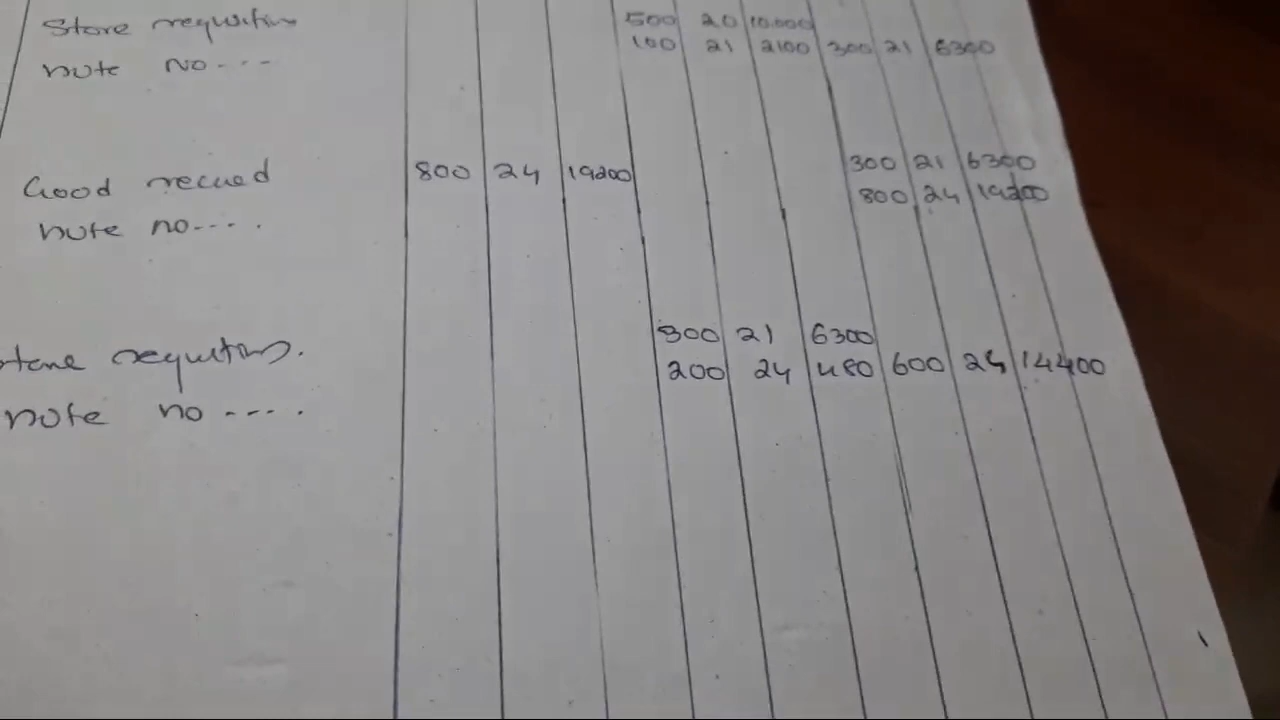 Store requisition 500 20 10.000
note no---- 100 21 2100 300 21 6300
Good received 800 24 19200 300 21 6300
note no---- . 800 24 19200
300 21 6300
Store requisition. 200 24 480 600 24 14400
note no ---- .